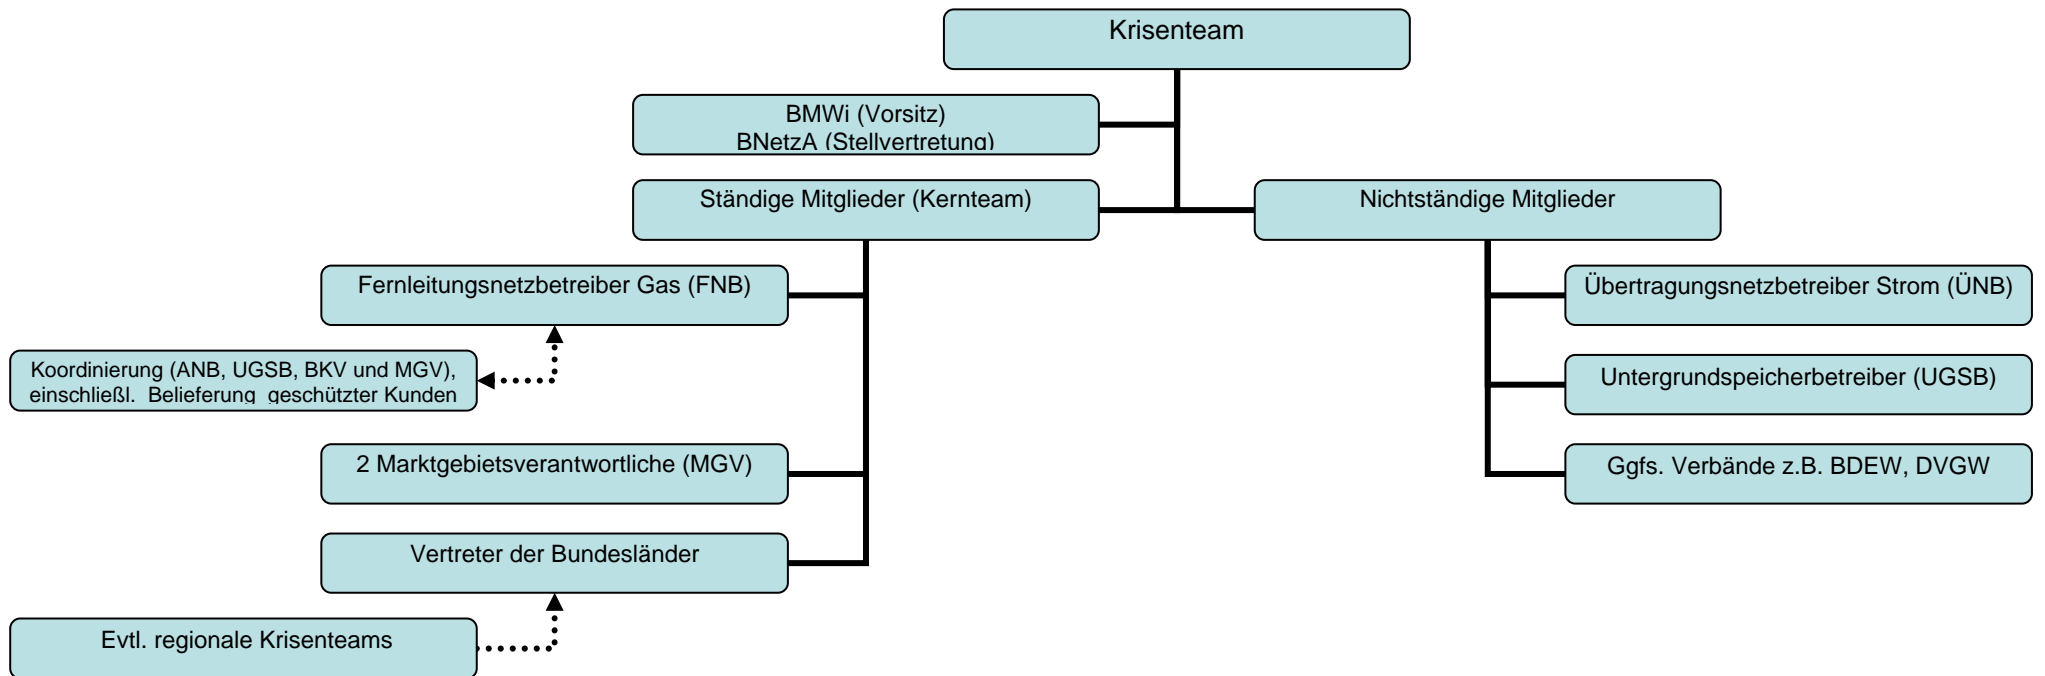 Krisenteam
BMWi (Vorsitz)
BNetzA (Stellvertretung)
Ständige Mitglieder (Kernteam)
Nichtständige Mitglieder
Fernleitungsnetzbetreiber Gas (FNB)
Übertragungsnetzbetreiber Strom (ÜNB)
Koordinierung (ANB, UGSB, BKV und MGV),
einschließl. Belieferung geschützter Kunden
Untergrundspeicherbetreiber (UGSB)
2 Marktgebietsverantwortliche (MGV)
Ggfs. Verbände z.B. BDEW, DVGW
Vertreter der Bundesländer
Evtl. regionale Krisenteams